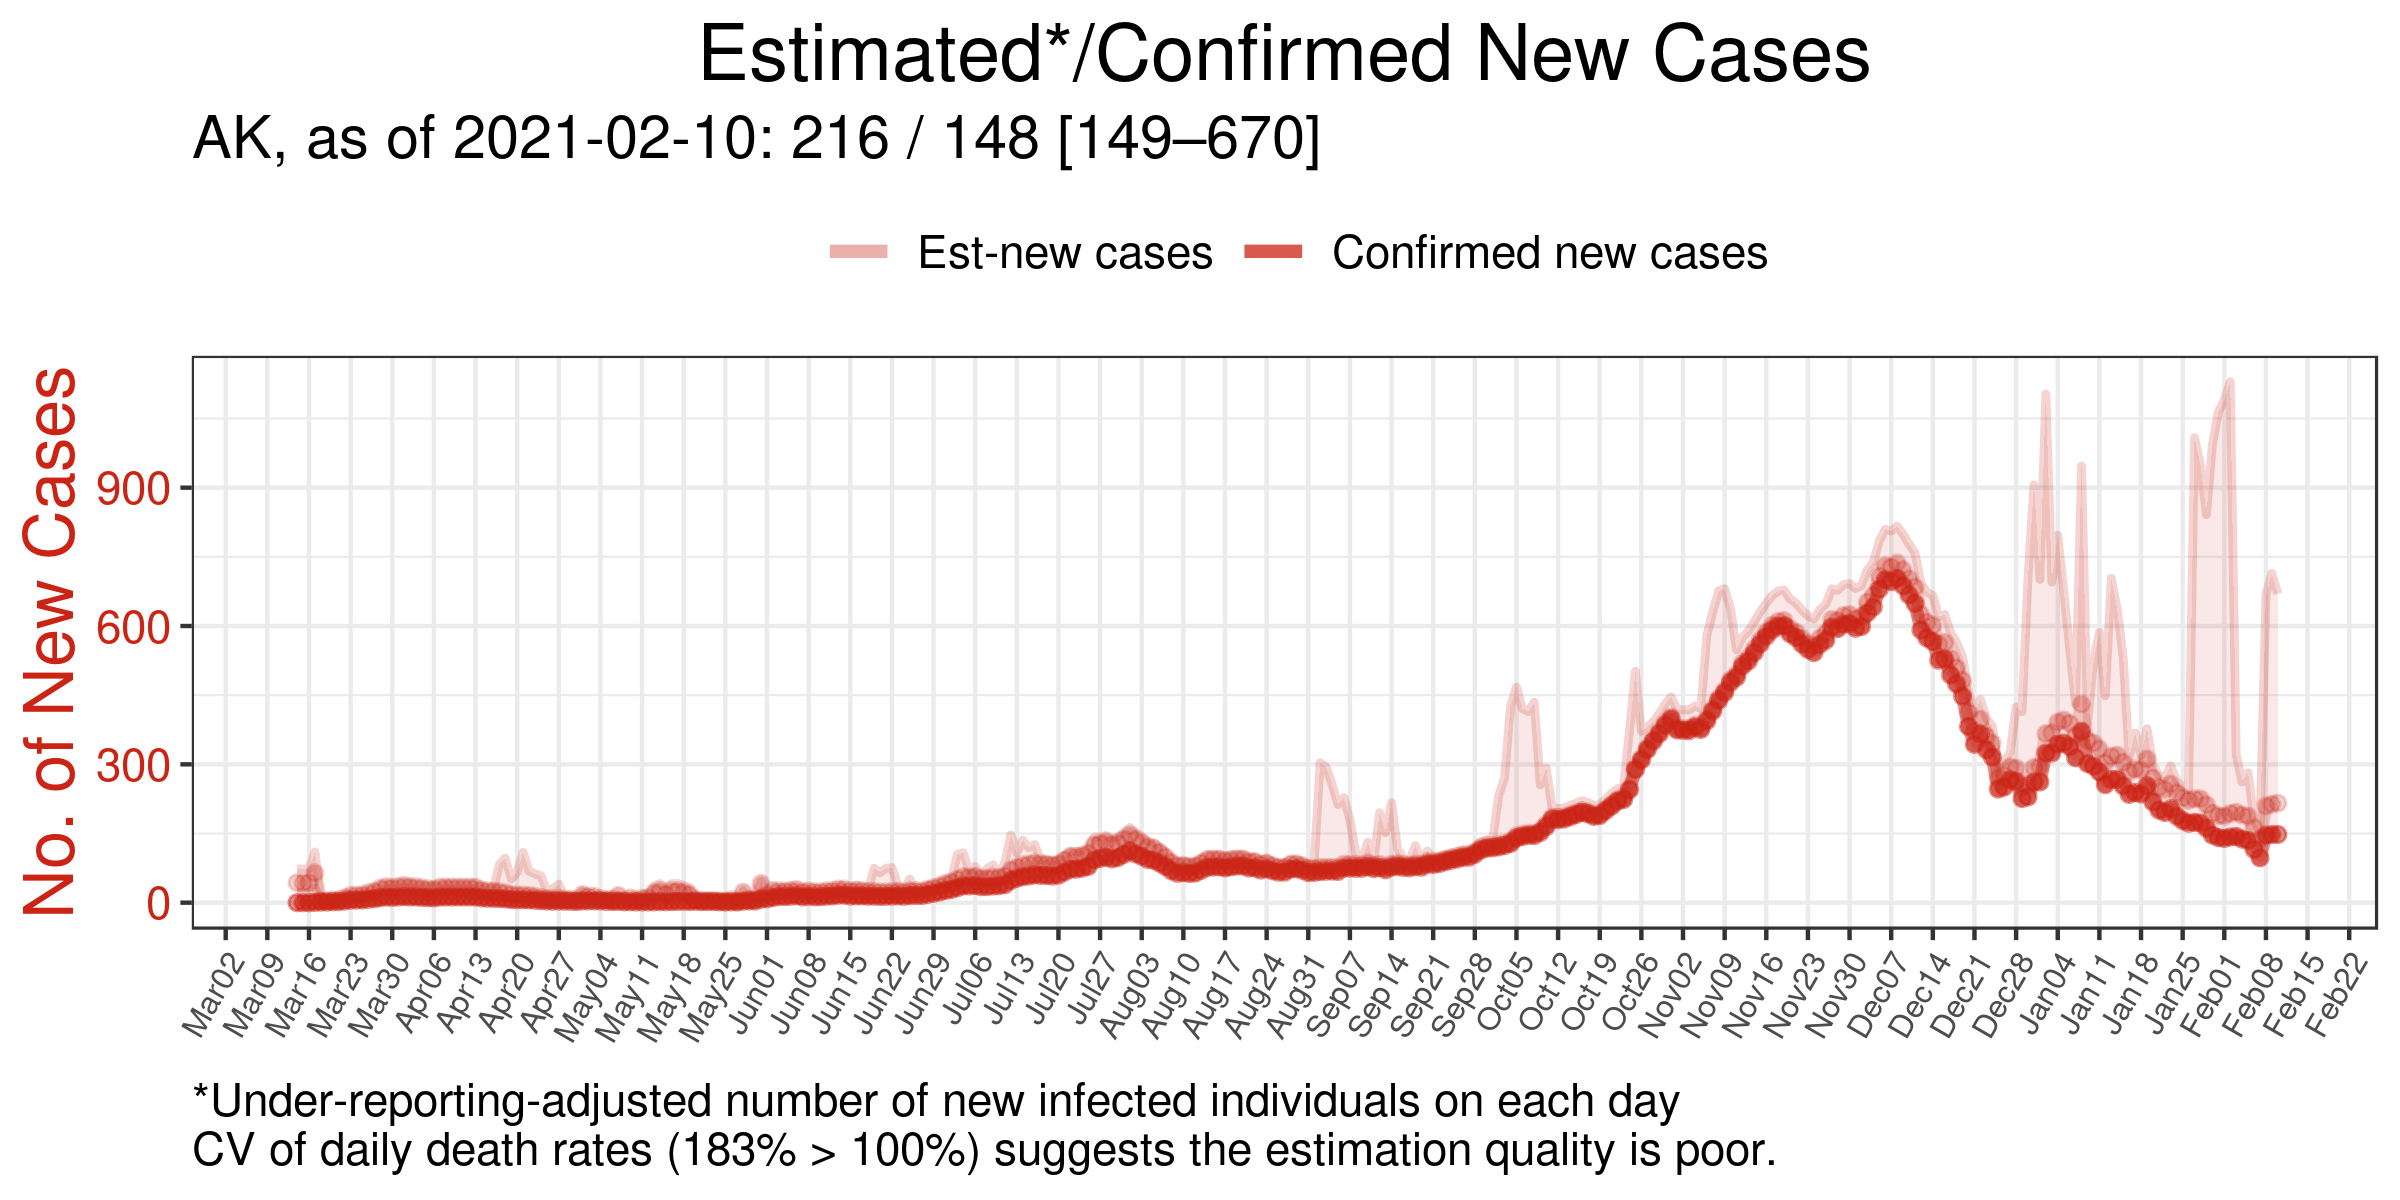 Estimated*/Confirmed New Cases
AK, as of 2021-02-10: 216 / 148 [149–670]
Est-new cases Confirmed new cases
No. of New Cases
900
600
300
0
Mar02 Mar09 Mar16 Mar23 Mar30 Apr06 Apr13 Apr20 Apr27 May04 May11 May18 May25 Jun01 Jun08 Jun15 Jun22 Jun29 Jul06 Jul13 Jul20 Jul27 Aug03 Aug10 Aug17 Aug24 Aug31 Sep07 Sep14 Sep21 Sep28 Oct05 Oct12 Oct19 Oct26 Nov02 Nov09 Nov16 Nov23 Nov30 Dec07 Dec14 Dec21 Dec28 Jan04 Jan11 Jan18 Jan25 Feb01 Feb08 Feb15 Feb22
*Under-reporting-adjusted number of new infected individuals on each day
CV of daily death rates (183% > 100%) suggests the estimation quality is poor.